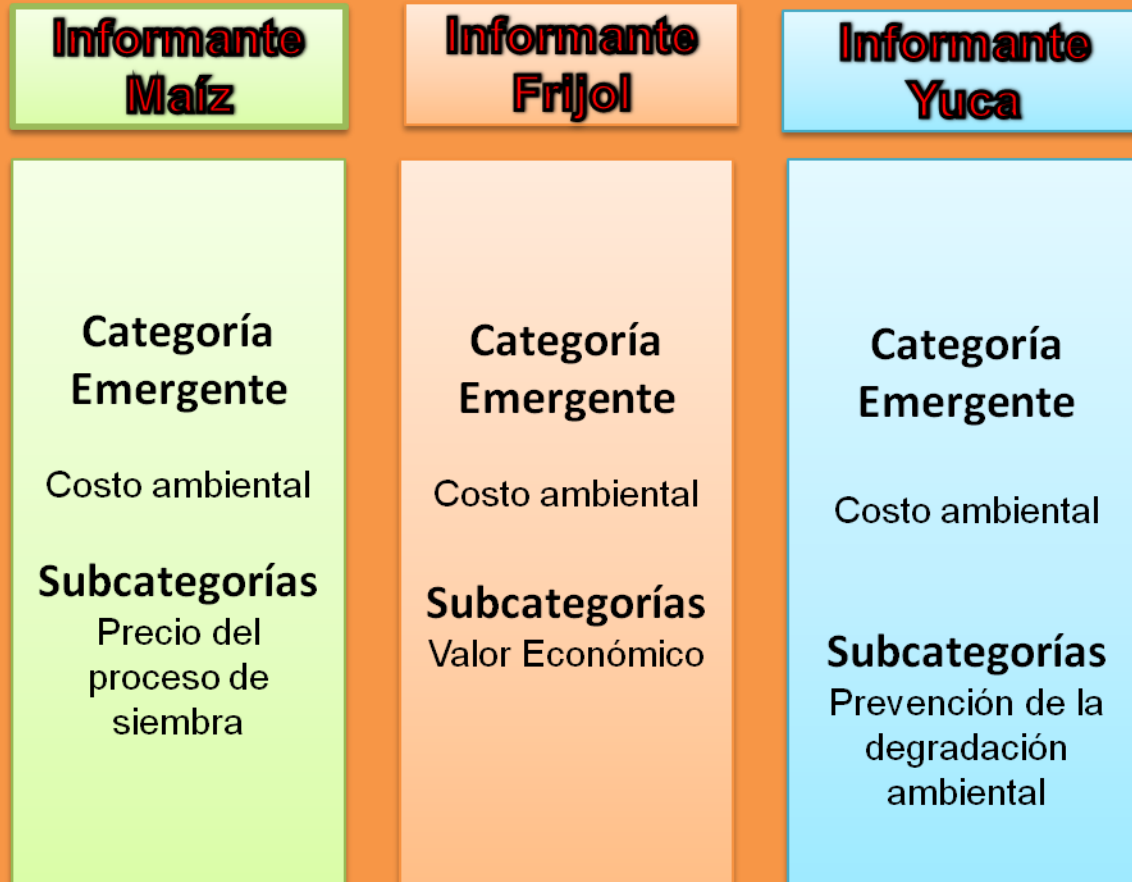 Informante
Maíz
Categoría
Emergente
Costo ambiental
Subcategorías
Precio del
proceso de
siembra
Informante
Frijol
Categoría
Emergente
Costo ambiental
Subcategorías
Valor Económico
Informante
Yuca
Categoría
Emergente
Costo ambiental
Subcategorías
Prevención de la
degradación
ambiental